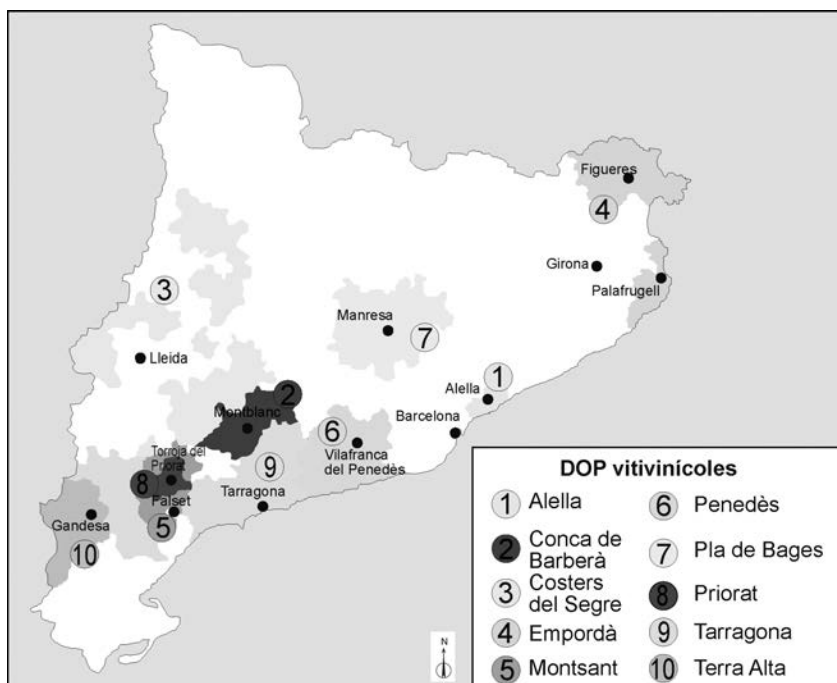 Figueres
4
Girona
Palafrugell
3
Manresa
7
Lleida
1
Alella
2
Montblanc
Barcelona
6
Vilafranca
del Penedès
Torroja del
Priorat
9
8
Tarragona
Falset
Gandesa
5
10
N
DOP vitivinícoles
1 Alella
2 Conca de
Barberà
3 Costers
del Segre
4 Empordà
5 Montsant
6 Penedès
7 Pla de Bages
8 Priorat
9 Tarragona
10 Terra Alta